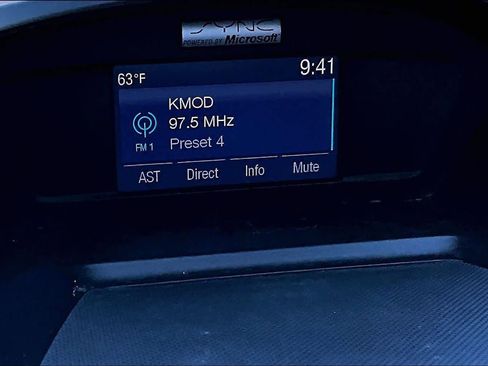 SYNC
POWERED BY Microsoft
63°F 9:41
KMOD
97.5 MHz
FM 1 Preset 4
AST Direct Info Mute